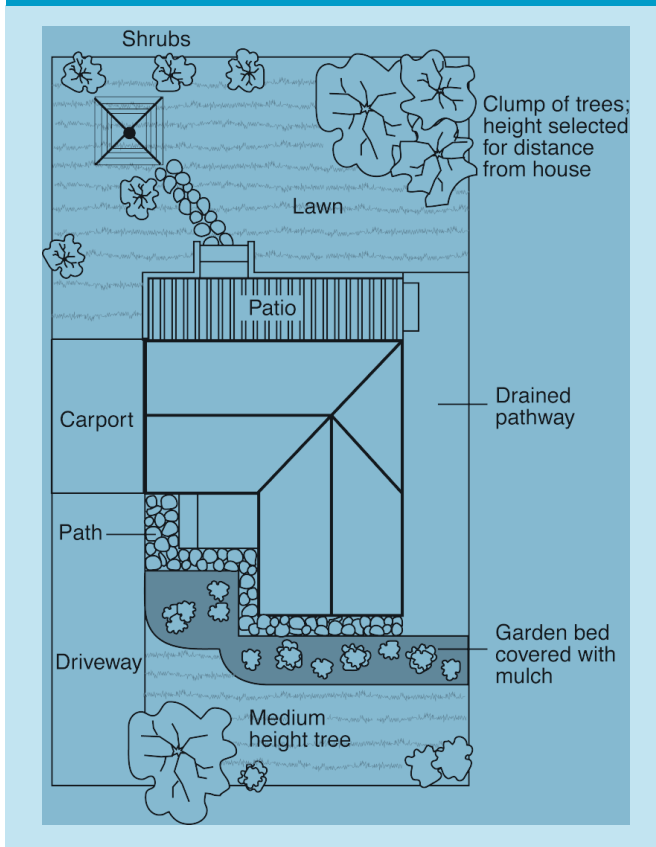 Shrubs
Clump of trees;
height selected
for distance
from house
Lawn
Patio
Drained
pathway
Carport
Path
Garden bed
covered with
mulch
Driveway
Medium
height tree